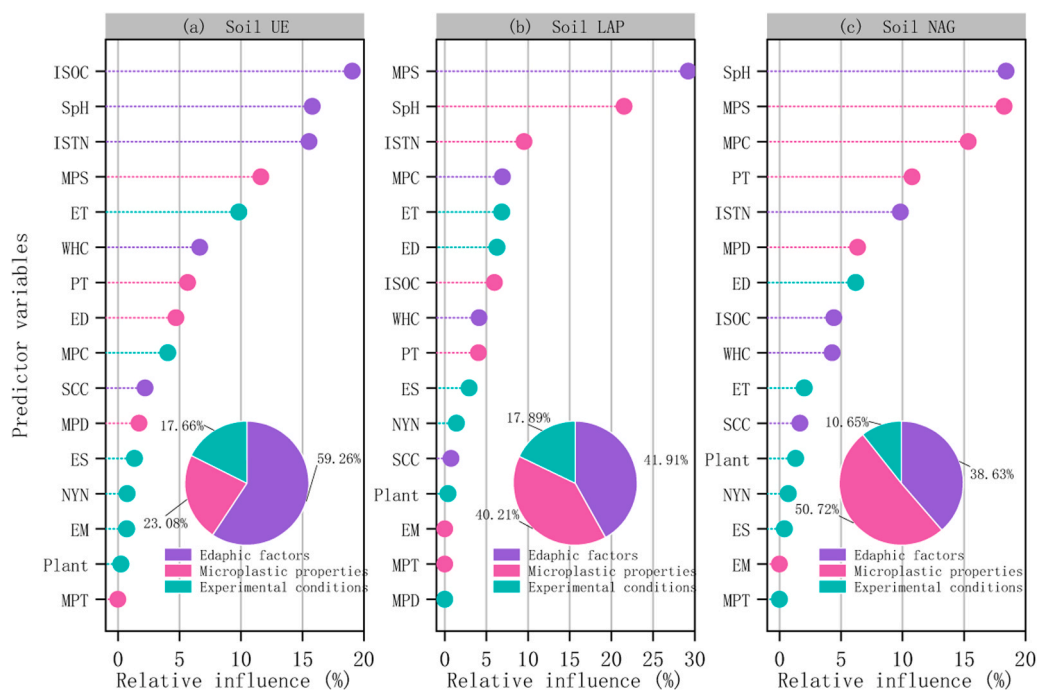 (a) Soil UE
(b) Soil LAP
(c) Soil NAG
Predictor variables
ISOC
SpH
ISTN
MPS
ET
WHC
PT
ED
MPC
SCC
MPD
ES
NYN
EM
Plant
MPT
17.66%
59.26%
23.08%
Edaphic factors
Microplastic properties
Experimental conditions
0 5 10 15 20
Relative influence (%)
MPS
SpH
ISTN
MPC
ET
ED
ISOC
WHC
PT
ES
NYN
SCC
Plant
EM
MPT
MPD
17.89%
41.91%
40.21%
Edaphic factors
Microplastic properties
Experimental conditions
0 5 10 15 20 25 30
Relative influence (%)
SpH
MPS
MPC
PT
ISTN
MPD
ED
ISOC
WHC
ET
SCC
Plant
NYN
ES
EM
MPT
10.65%
38.63%
50.72%
Edaphic factors
Microplastic properties
Experimental conditions
0 5 10 15 20
Relative influence (%)